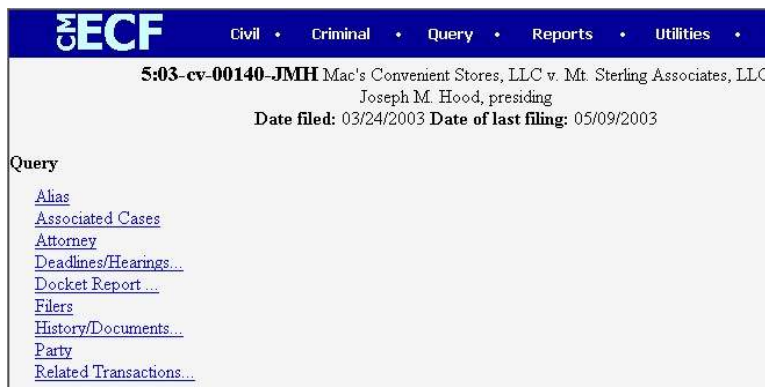 CM ECF Civil • Criminal • Query • Reports • Utilities •
5:03-cv-00140-JMH Mac's Convenient Stores, LLC v. Mt. Sterling Associates, LLC
Joseph M. Hood, presiding
Date filed: 03/24/2003 Date of last filing: 05/09/2003
Query
Alias
Associated Cases
Attorney
Deadlines/Hearings...
Docket Report ...
Filers
History/Documents...
Party
Related Transactions...